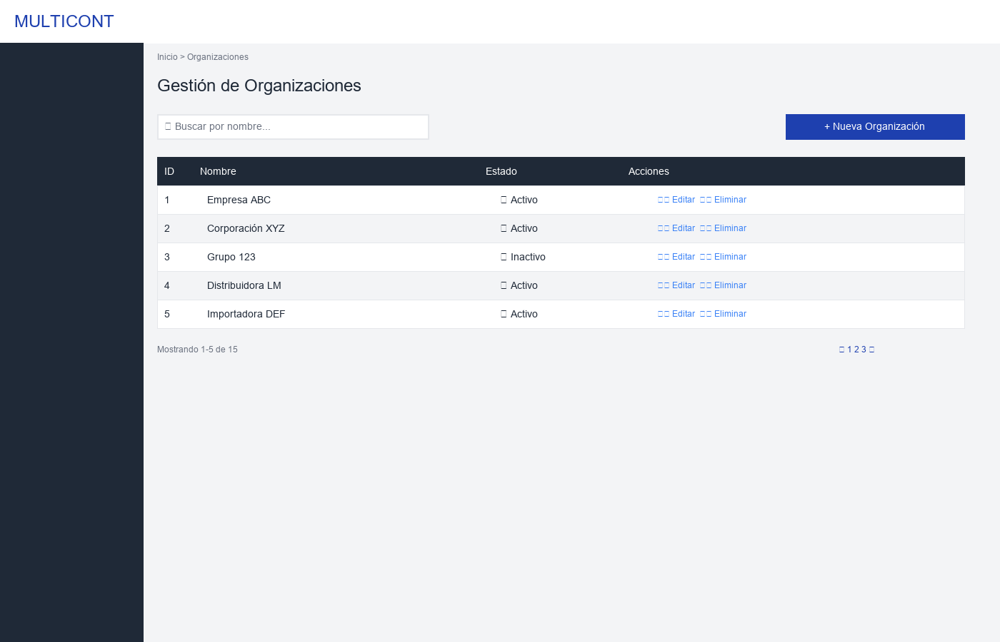 MULTICONT
Inicio > Organizaciones
Gestión de Organizaciones
Buscar por nombre...
+ Nueva Organización
ID Nombre Estado Acciones
1 Empresa ABC Activo Editar Eliminar
2 Corporación XYZ Activo Editar Eliminar
3 Grupo 123 Inactivo Editar Eliminar
4 Distribuidora LM Activo Editar Eliminar
5 Importadora DEF Activo Editar Eliminar
Mostrando 1-5 de 15
1 2 3